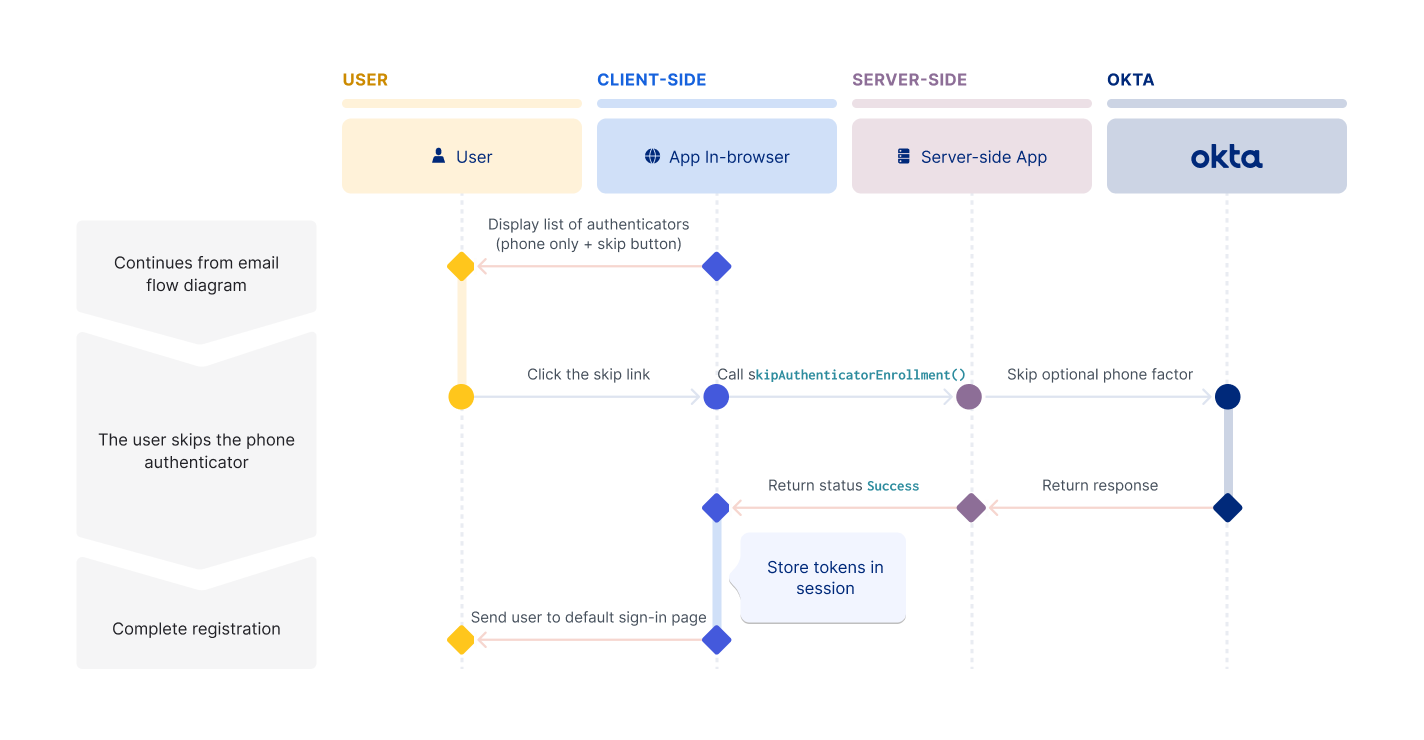 USER
CLIENT-SIDE
SERVER-SIDE
OKTA
User
App In-browser
Server-side App
okta
Continues from email
flow diagram
Display list of authenticators
(phone only + skip button)
The user skips the phone
authenticator
Click the skip link
Call skipAuthenticatorEnrollment()
Skip optional phone factor
Return status Success
Return response
Store tokens in
session
Complete registration
Send user to default sign-in page